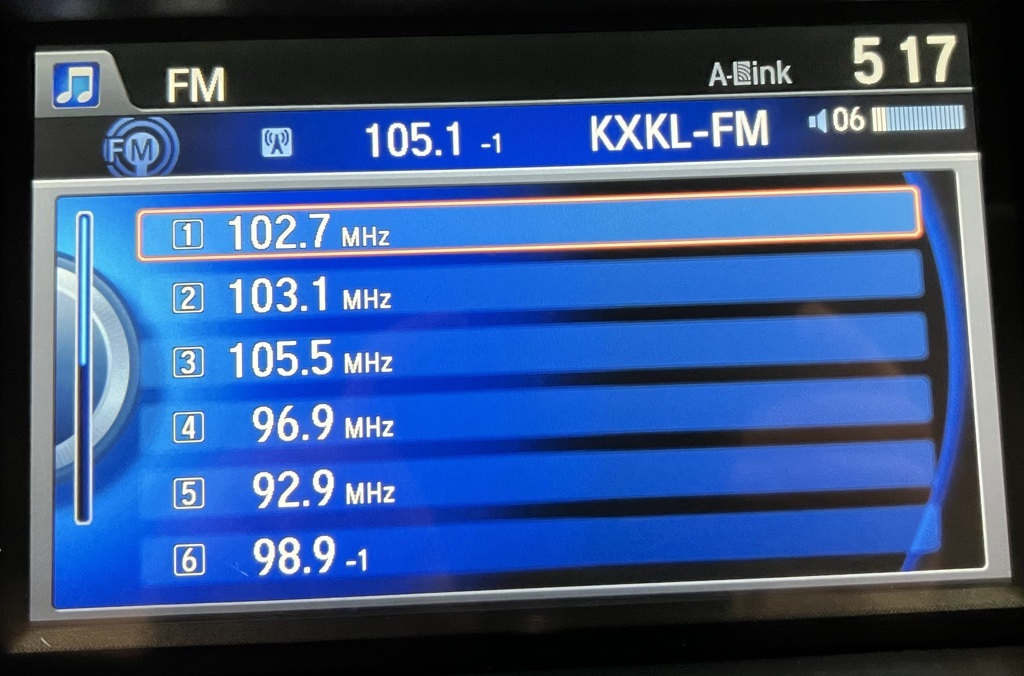 FM
A-Link
5 17
FM
105.1 -1
KXKL-FM
06
1 102.7 MHz
2 103.1 MHz
3 105.5 MHz
4 96.9 MHz
5 92.9 MHz
6 98.9 -1